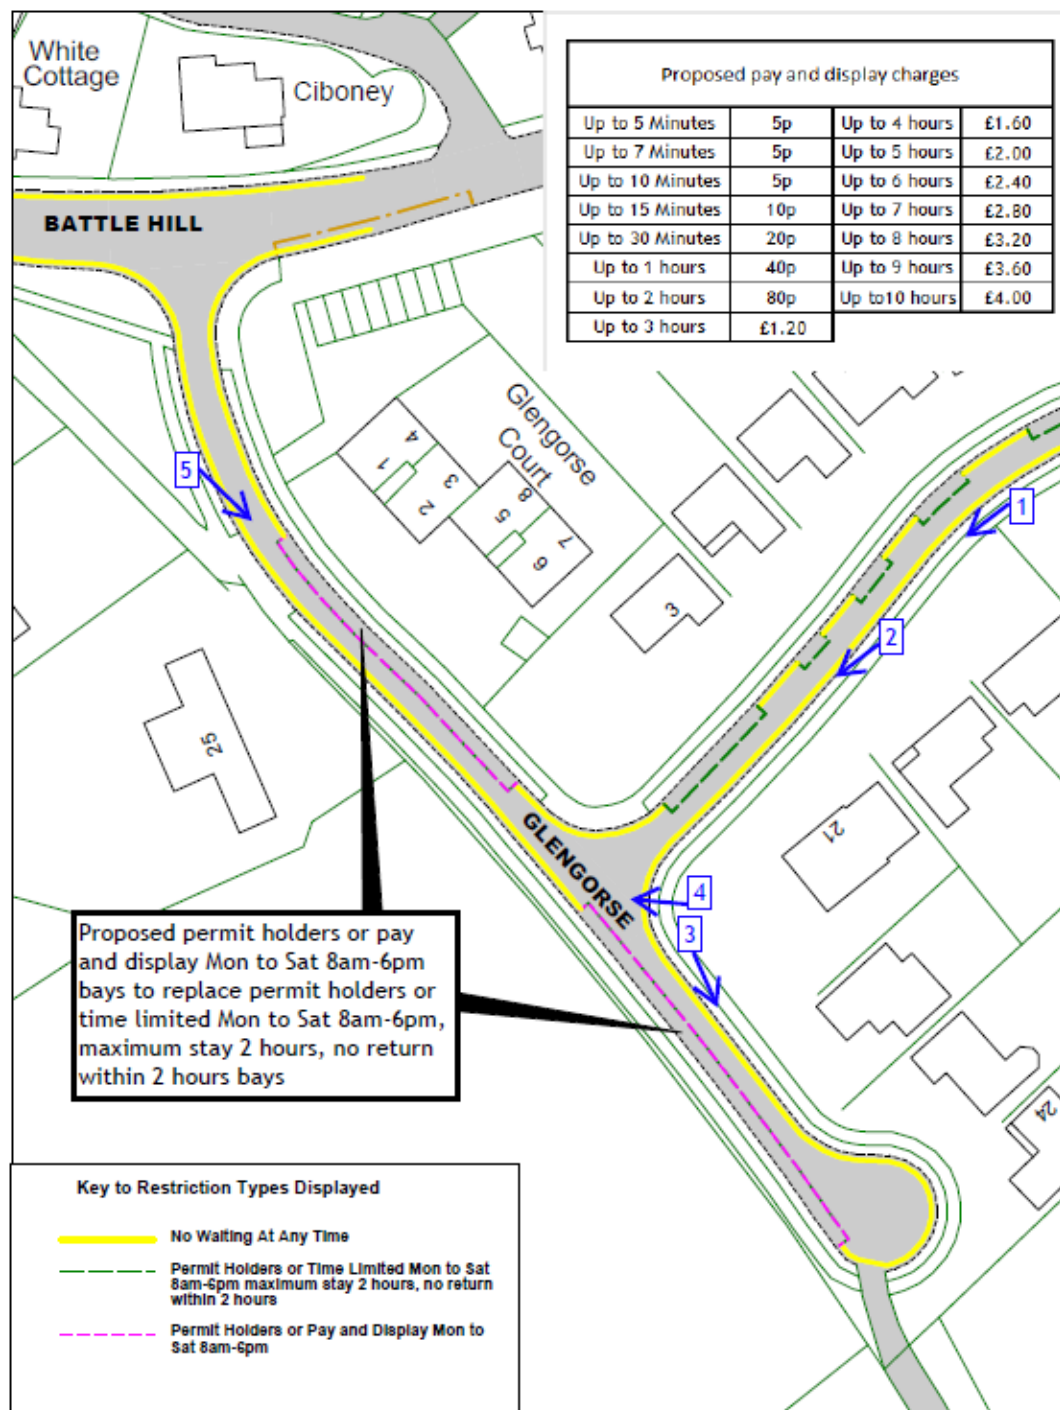 White
Cottage
Ciboney
BATTLE HILL
Proposed pay and display charges
Up to 5 Minutes 5p Up to 4 hours £1.60
Up to 7 Minutes 5p Up to 5 hours £2.00
Up to 10 Minutes 5p Up to 6 hours £2.40
Up to 15 Minutes 10p Up to 7 hours £2.80
Up to 30 Minutes 20p Up to 8 hours £3.20
Up to 1 hours 40p Up to 9 hours £3.60
Up to 2 hours 80p Up to10 hours £4.00
Up to 3 hours £1.20
Glengorse
Court
4
1
3
2
8
5
7
6
3
5
1
2
25
21
GLENGORSE
4
3
24
Proposed permit holders or pay
and display Mon to Sat 8am-6pm
bays to replace permit holders or
time limited Mon to Sat 8am-6pm,
maximum stay 2 hours, no return
within 2 hours bays
Key to Restriction Types Displayed
No Waiting At Any Time
Permit Holders or Time Limited Mon to Sat
8am-6pm maximum stay 2 hours, no return
within 2 hours
Permit Holders or Pay and Display Mon to
Sat 8am-6pm